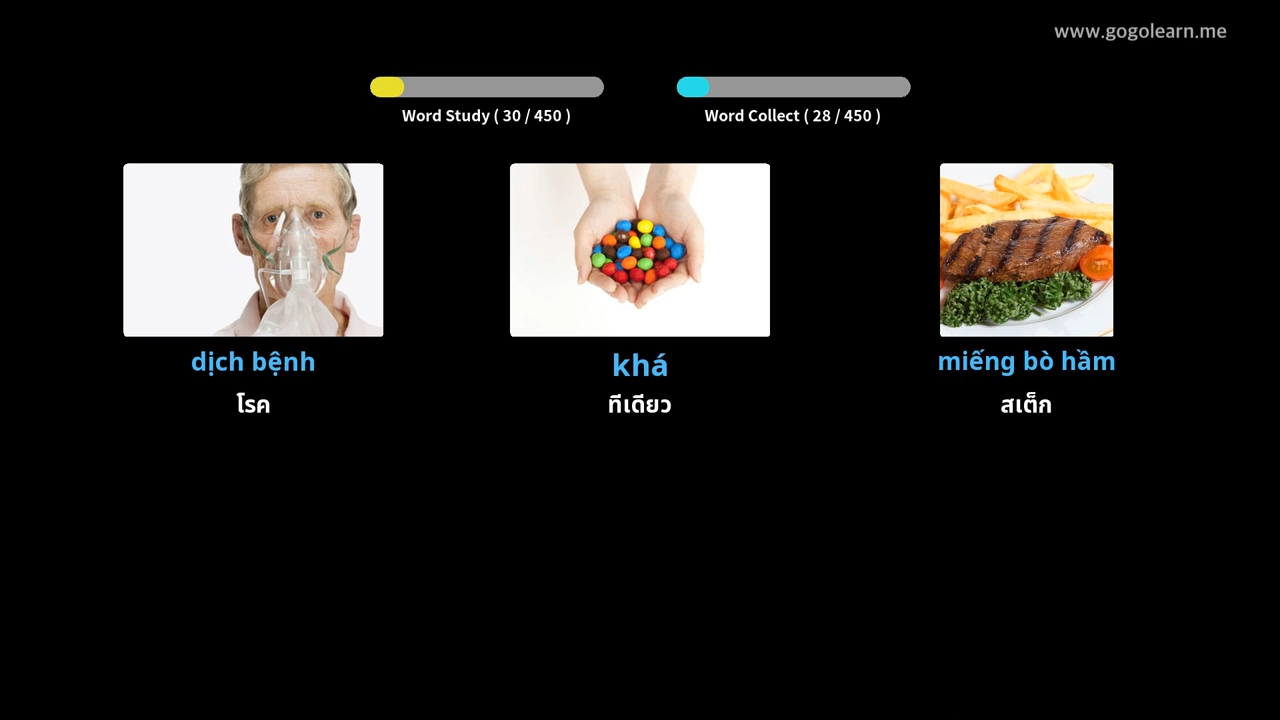 www.gogolearn.me
Word Study ( 30 / 450 )
Word Collect ( 28 / 450 )
dịch bệnh
khá
miếng bò hầm
โรค
ทีเดียว
สเต็ก